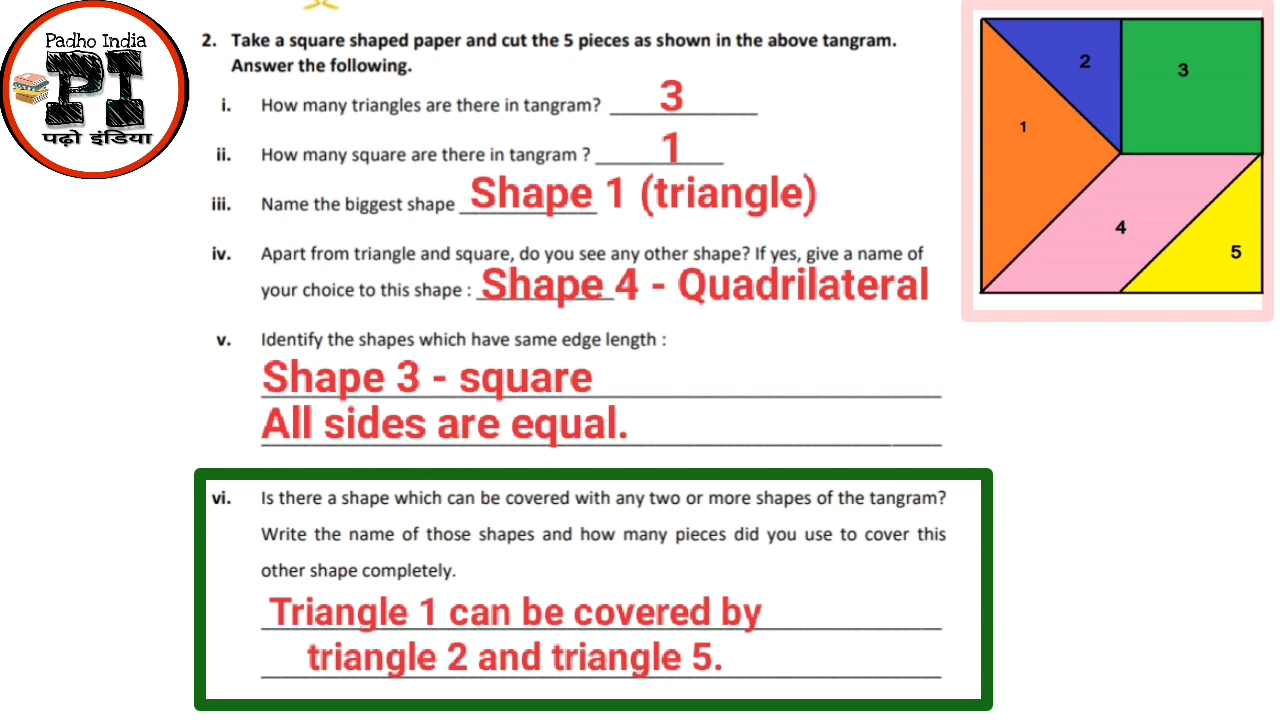 Padho India
PI
पढ़ो इंडिया
2. Take a square shaped paper and cut the 5 pieces as shown in the above tangram.
Answer the following.
i. How many triangles are there in tangram? 3
ii. How many square are there in tangram ? 1
iii. Name the biggest shape Shape 1 (triangle)
iv. Apart from triangle and square, do you see any other shape? If yes, give a name of
your choice to this shape : Shape 4 - Quadrilateral
v. Identify the shapes which have same edge length :
Shape 3 - square
All sides are equal.
vi. Is there a shape which can be covered with any two or more shapes of the tangram?
Write the name of those shapes and how many pieces did you use to cover this
other shape completely.
Triangle 1 can be covered by
triangle 2 and triangle 5.
2
3
1
4
5